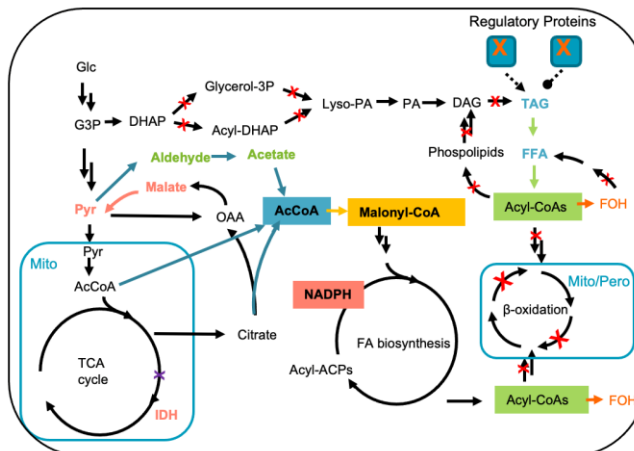 Regulatory Proteins
X X
Glc
Glycerol-3P
G3P
DHAP
Lyso-PA
PA
DAG
TAG
Acyl-DHAP
Aldehyde
Acetate
Phospolipids
FFA
Malate
Pyr
OAA
AcCoA
Malonyl-CoA
Acyl-CoAs
FOH
Pyr
Mito
AcCoA
NADPH
Mito/Pero
β-oxidation
Citrate
FA biosynthesis
TCA
cycle
Acyl-ACPs
IDH
Acyl-CoAs
FOH